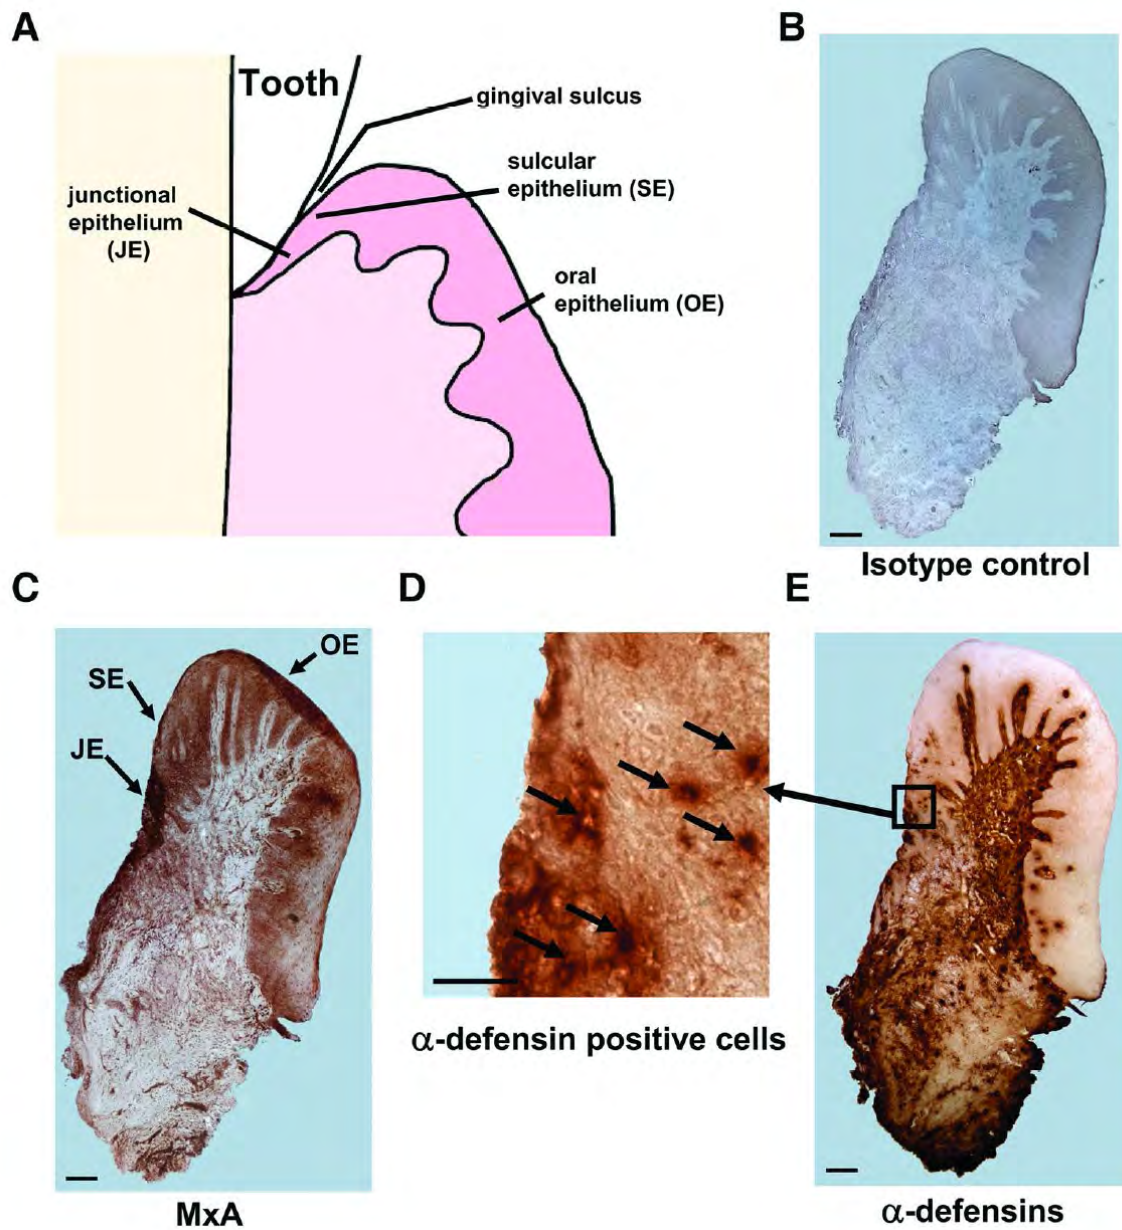 A
Tooth
gingival sulcus
sulcular
epithelium (SE)
junctional
epithelium
(JE)
oral
epithelium (OE)
B
Isotype control
C
OE
SE
JE
MxA
D
α-defensin positive cells
E
α-defensins